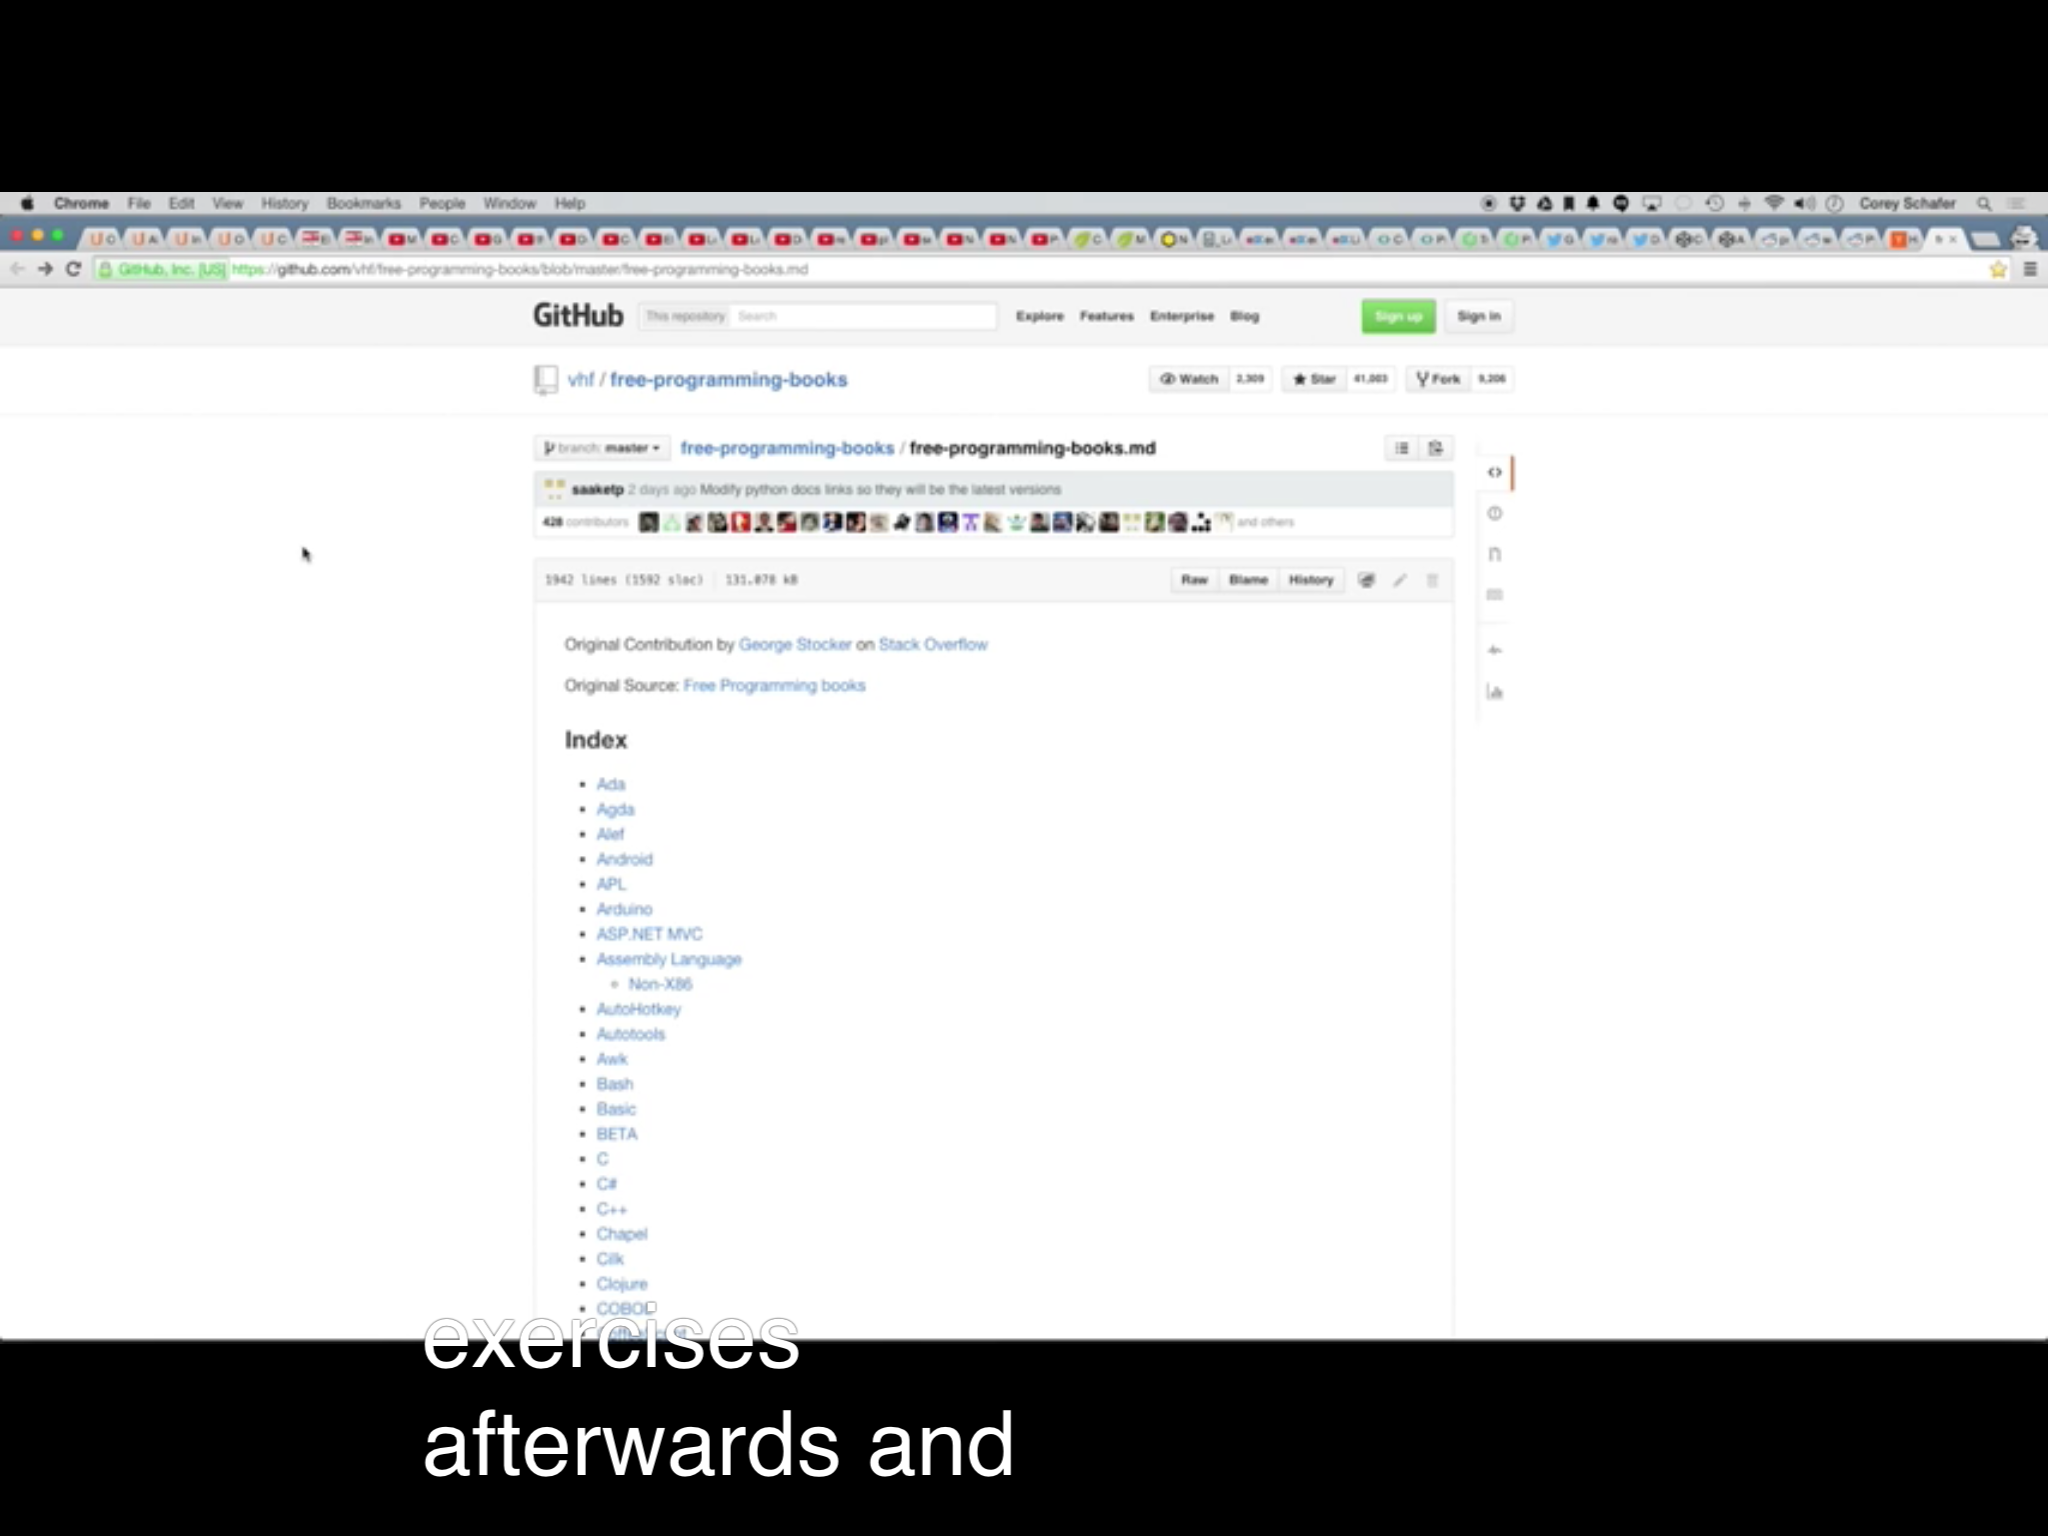 Chrome File Edit View History Bookmarks People Window Help Corey Schafer
GitHub, Inc. [US] https://github.com/vhf/free-programming-books/blob/master/free-programming-books.md
GitHub This repository Search Explore Features Enterprise Blog Sign up Sign in
vhf / free-programming-books Watch 2,309 Star 41,003 Fork 9,206
branch: master free-programming-books / free-programming-books.md
saaketp 2 days ago Modify python docs links so they will be the latest versions
428 contributors and others
1942 lines (1592 sloc) 131.078 kB Raw Blame History
Original Contribution by George Stocker on Stack Overflow
Original Source: Free Programming books
Index
Ada
Agda
Alef
Android
APL
Arduino
ASP.NET MVC
Assembly Language
Non-X86
AutoHotkey
Autotools
Awk
Bash
Basic
BETA
C
C#
C++
Chapel
Cilk
Clojure
COBOL
exercises
afterwards and